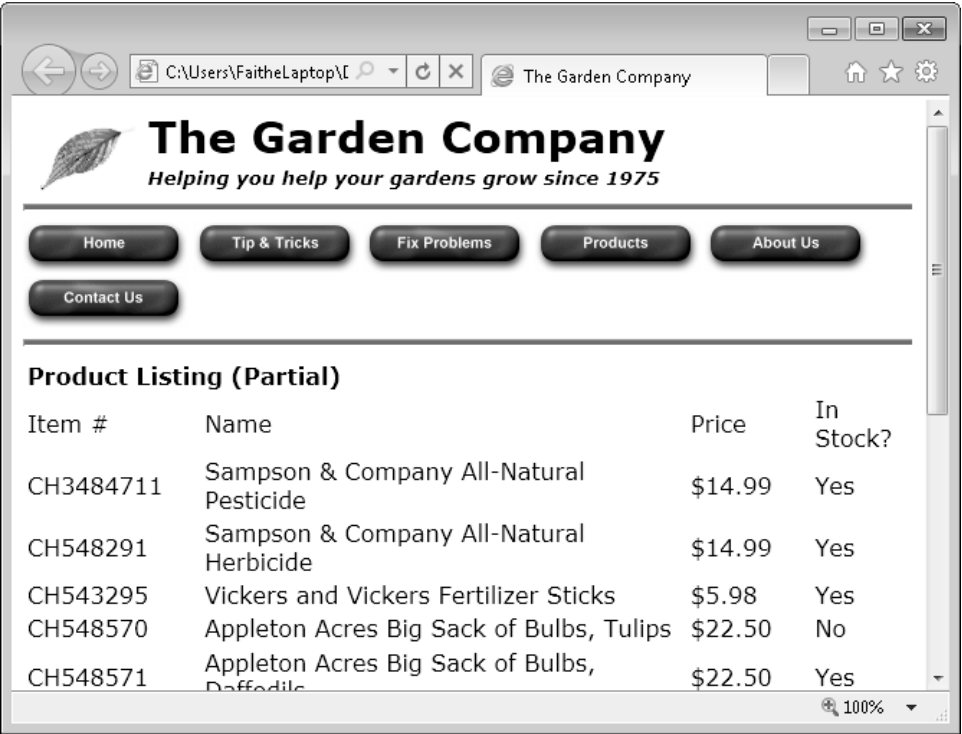 C:\Users\FaitheLaptop\
The Garden Company
The Garden Company
Helping you help your gardens grow since 1975
Home Tip & Tricks Fix Problems Products About Us
Contact Us
Product Listing (Partial)
Item # Name Price In Stock?
CH3484711 Sampson & Company All-Natural Pesticide $14.99 Yes
CH548291 Sampson & Company All-Natural Herbicide $14.99 Yes
CH543295 Vickers and Vickers Fertilizer Sticks $5.98 Yes
CH548570 Appleton Acres Big Sack of Bulbs, Tulips $22.50 No
CH548571 Appleton Acres Big Sack of Bulbs, Daffodils $22.50 Yes
100%